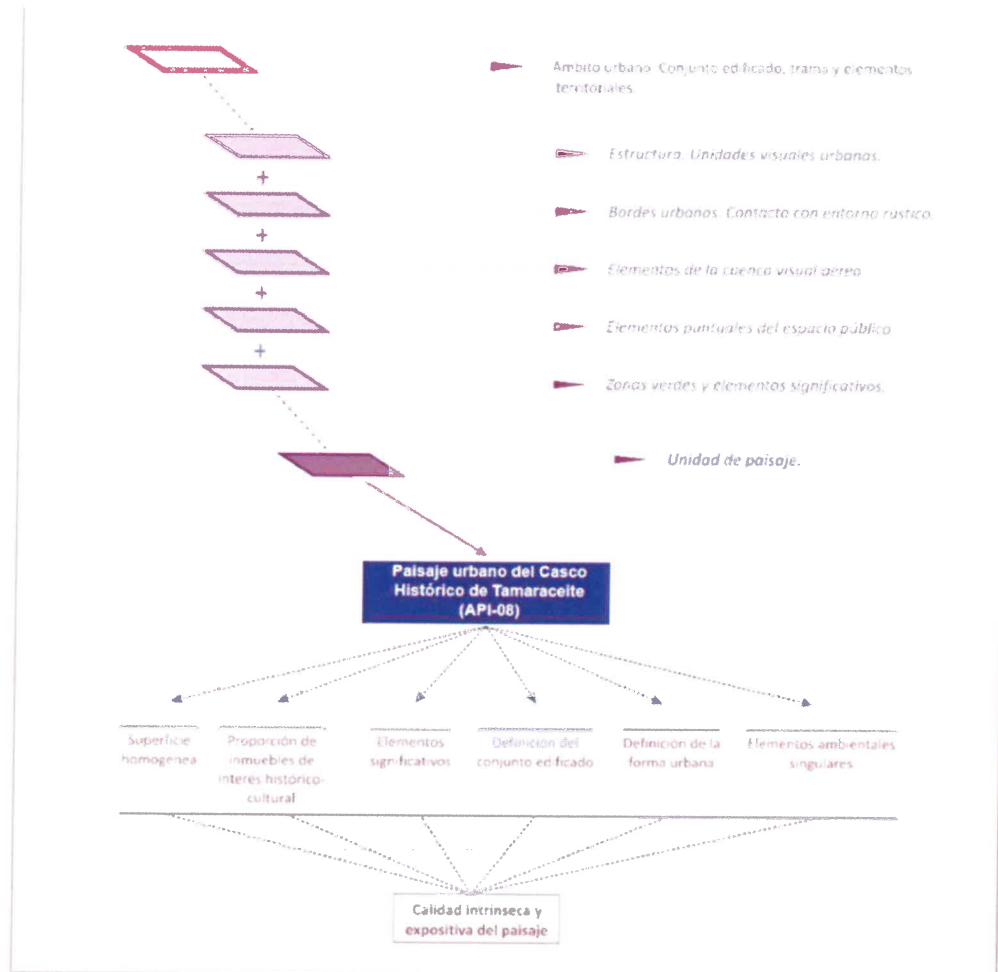 Ámbito urbano. Conjunto edificado, trama y elementos
territoriales.
Estructura. Unidades visuales urbanas.
+
Bordes urbanos. Contacto con entorno rústico.
+
Elementos de la cuenca visual aérea
+
Elementos puntuales del espacio público
+
Zonas verdes y elementos significativos.
Unidad de paisaje.
Paisaje urbano del Casco
Histórico de Tamaraceite
(API-08)
Superficie
homogenea
Proporción de
inmuebles de
interés histórico-
cultural
Elementos
significativos
Definición del
conjunto edificado
Definición de la
forma urbana
Elementos ambientales
singulares
Calidad intrínseca y
expositiva del paisaje